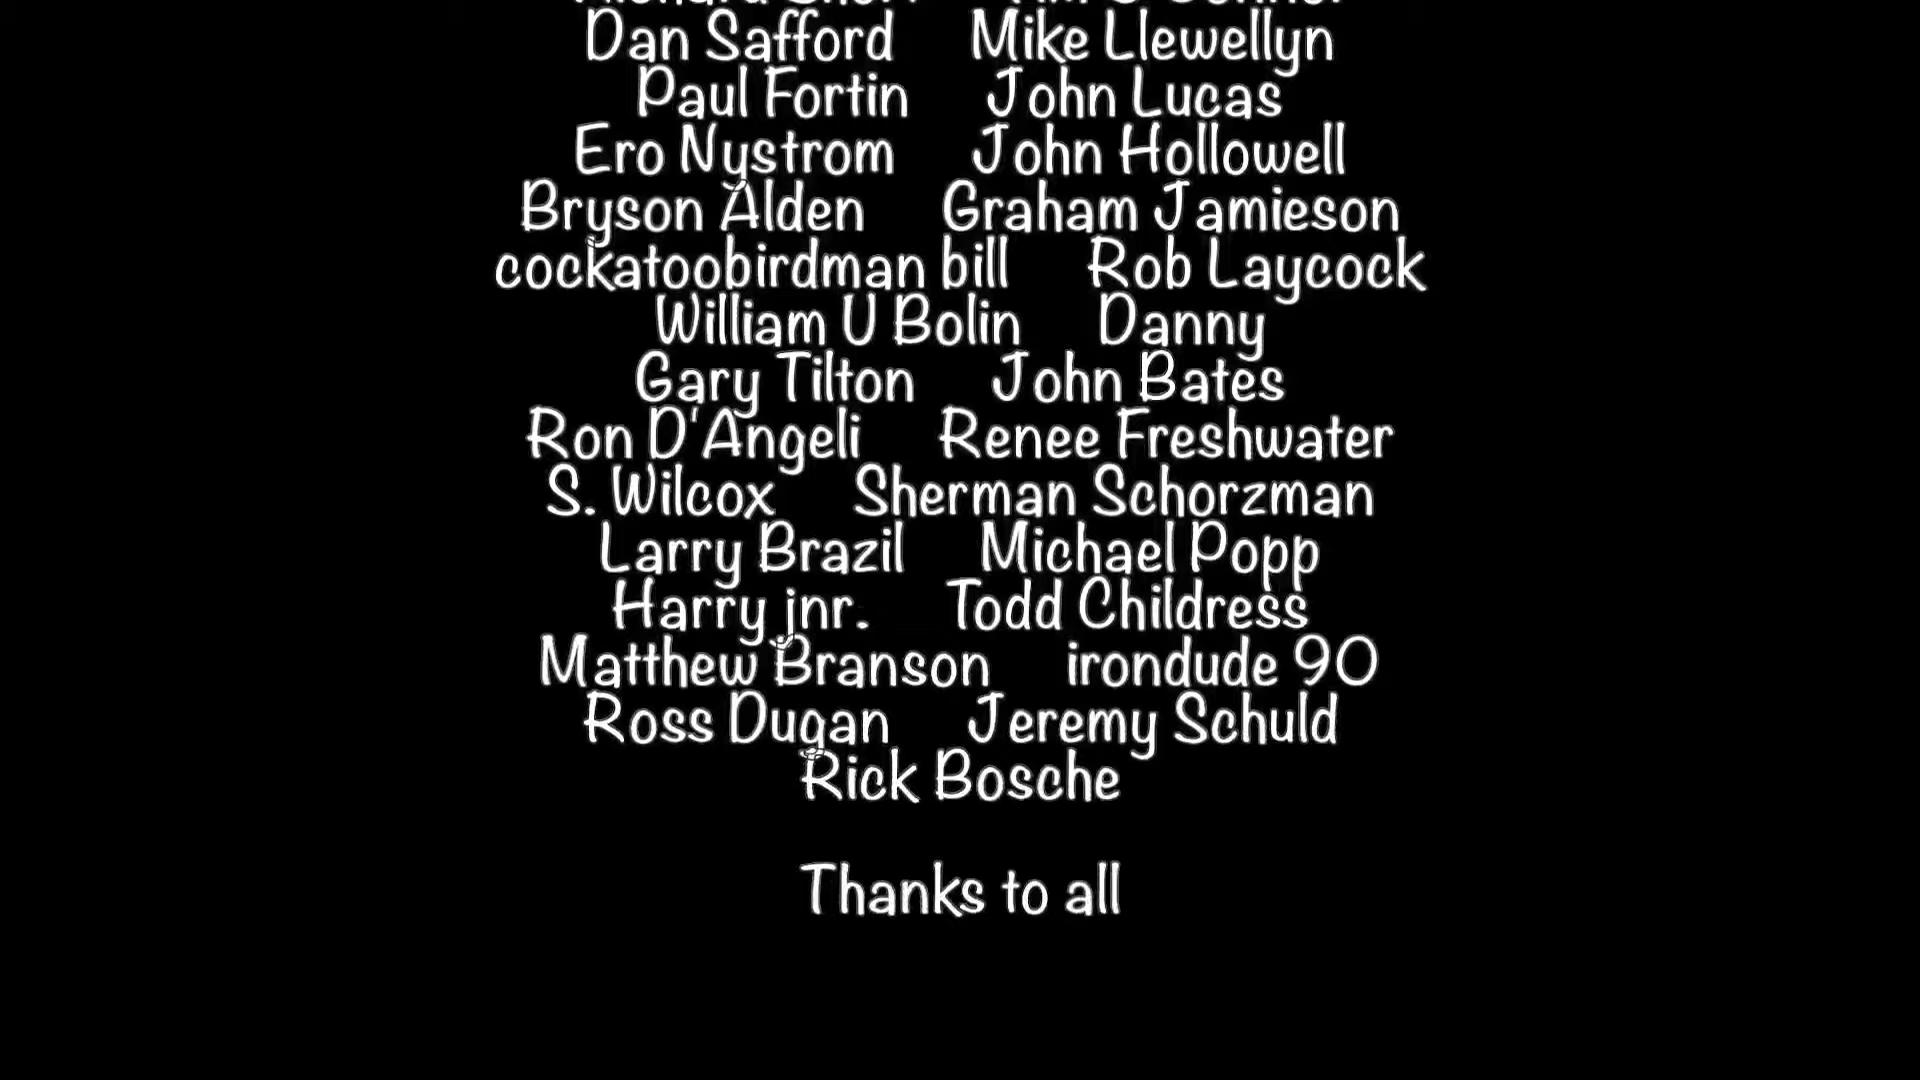 Dan Safford Mike Llewellyn
Paul Fortin John Lucas
Ero Nystrom John Hollowell
Bryson Alden Graham Jamieson
cockatoobirdman bill Rob Laycock
William U Bolin Danny
Gary Tilton John Bates
Ron D'Angeli Renee Freshwater
S. Wilcox Sherman Schorzman
Larry Brazil Michael Popp
Harry jnr. Todd Childress
Matthew Branson irondude 90
Ross Dugan Jeremy Schuld
Rick Bosche
Thanks to all